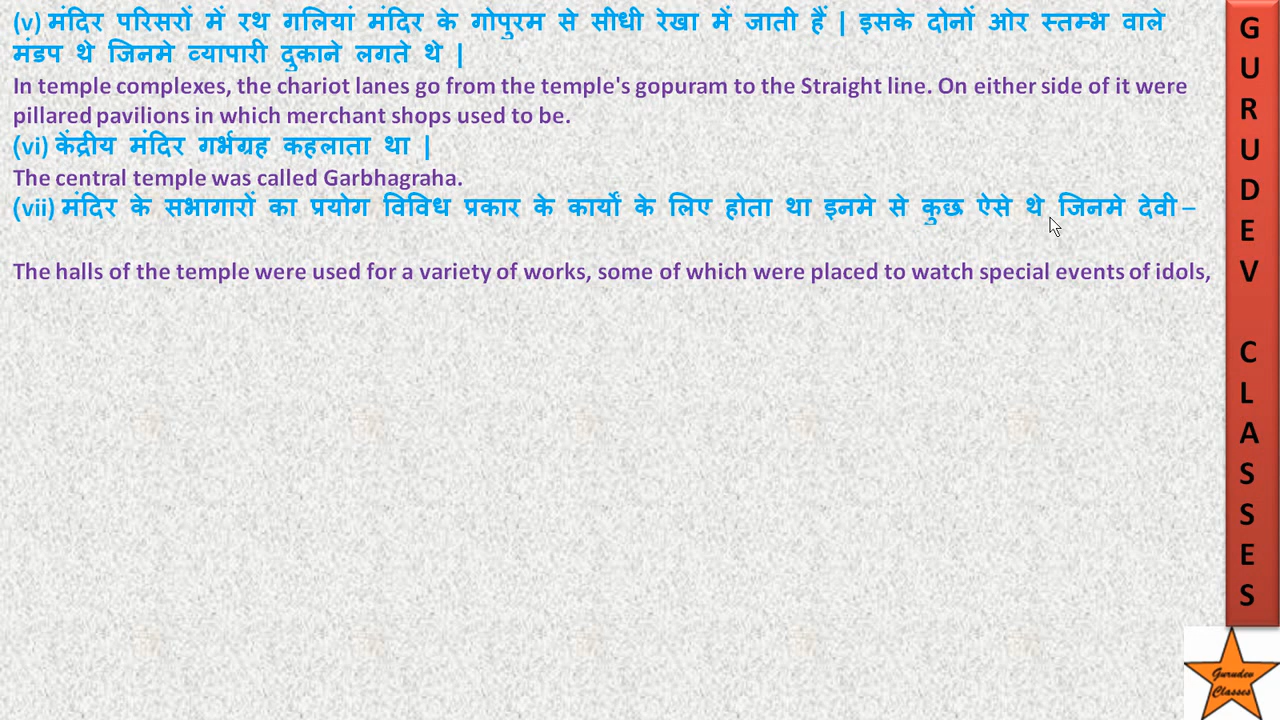 (v) मंदिर परिसरों में रथ गलियां मंदिर के गोपुरम से सीधी रेखा में जाती हैं | इसके दोनों ओर स्तम्भ वाले
मंडप थे जिनमे व्यापारी दुकाने लगते थे |
In temple complexes, the chariot lanes go from the temple's gopuram to the Straight line. On either side of it were
pillared pavilions in which merchant shops used to be.
(vi) केंद्रीय मंदिर गर्भग्रह कहलाता था |
The central temple was called Garbhagraha.
(vii) मंदिर के सभागारों का प्रयोग विविध प्रकार के कार्यों के लिए होता था इनमे से कुछ ऐसे थे जिनमे देवी –
The halls of the temple were used for a variety of works, some of which were placed to watch special events of idols,
GURUDEV CLASSES
Gurudev
Classes